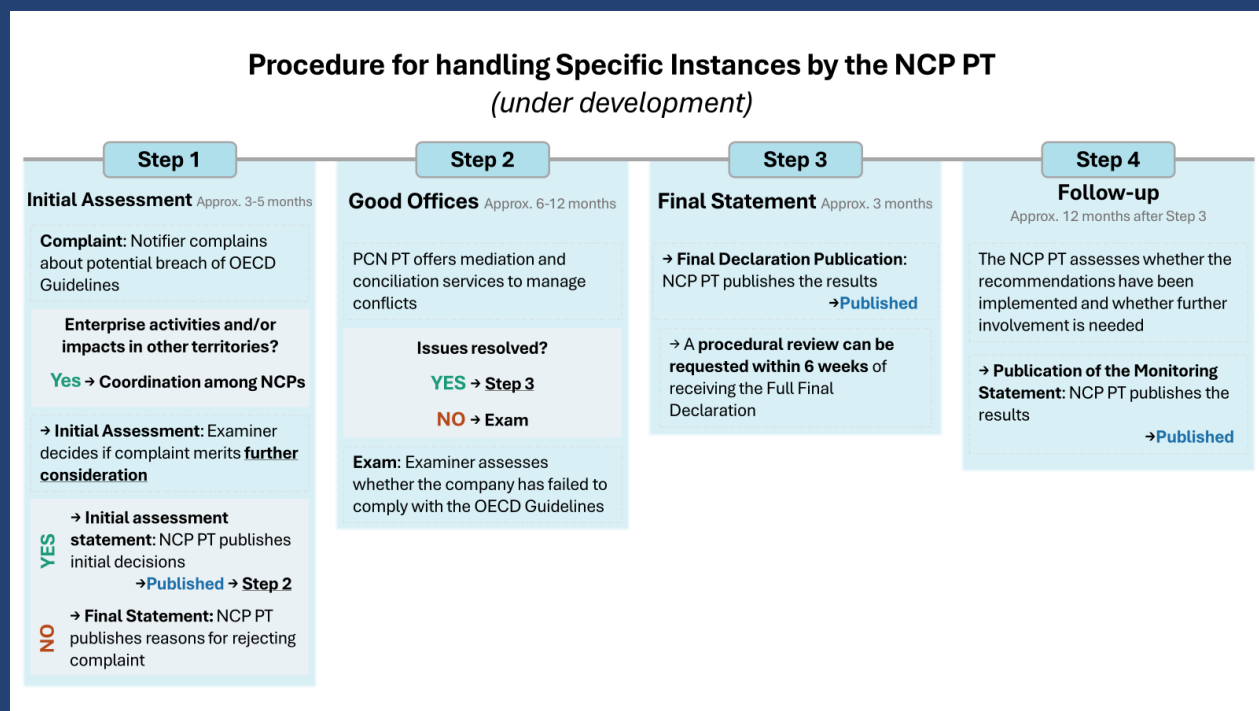 Procedure for handling Specific Instances by the NCP PT
(under development)
Step 1
Initial Assessment Approx. 3-5 months
Complaint: Notifier complains
about potential breach of OECD
Guidelines
Enterprise activities and/or
impacts in other territories?
Yes → Coordination among NCPs
→ Initial Assessment: Examiner
decides if complaint merits further
consideration
YES
→ Initial assessment
statement: NCP PT publishes
initial decisions
→Published → Step 2
NO
→ Final Statement: NCP PT
publishes reasons for rejecting
complaint
Step 2
Good Offices Approx. 6-12 months
PCN PT offers mediation and
conciliation services to manage
conflicts
Issues resolved?
YES → Step 3
NO → Exam
Exam: Examiner assesses
whether the company has failed to
comply with the OECD Guidelines
Step 3
Final Statement Approx. 3 months
→ Final Declaration Publication:
NCP PT publishes the results
→Published
→ A procedural review can be
requested within 6 weeks of
receiving the Full Final
Declaration
Step 4
Follow-up
Approx. 12 months after Step 3
The NCP PT assesses whether the
recommendations have been
implemented and whether further
involvement is needed
→ Publication of the Monitoring
Statement: NCP PT publishes the
results
→Published